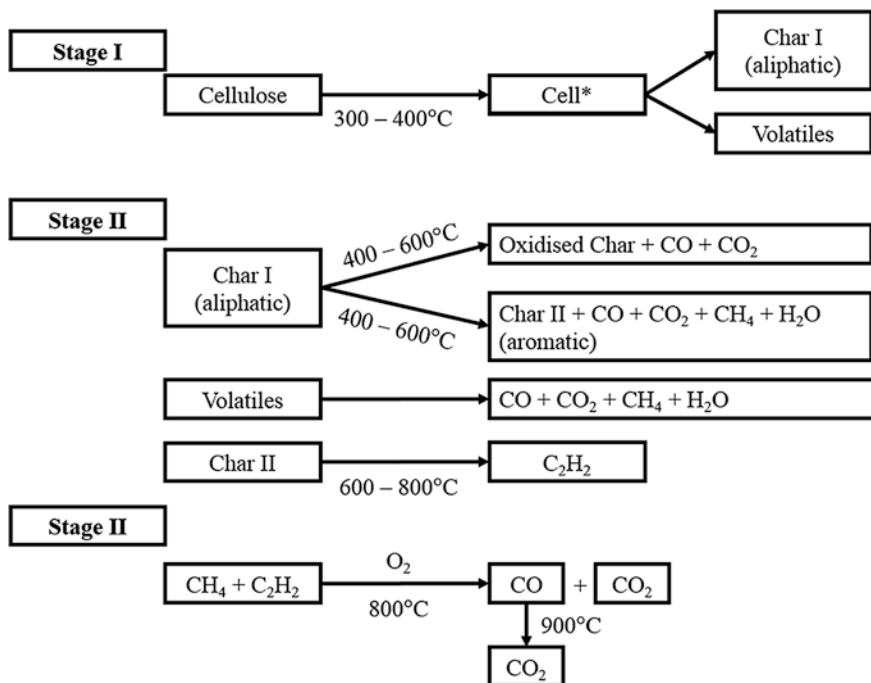 Stage I
Cellulose
300 – 400°C
Cell*
Char I
(aliphatic)
Volatiles
Stage II
Char I
(aliphatic)
400 – 600°C
Oxidised Char + CO + CO₂
400 – 600°C
Char II + CO + CO₂ + CH₄ + H₂O
(aromatic)
Volatiles
CO + CO₂ + CH₄ + H₂O
Char II
600 – 800°C
C₂H₂
Stage II
CH₄ + C₂H₂
O₂
800°C
CO
+
CO₂
900°C
CO₂